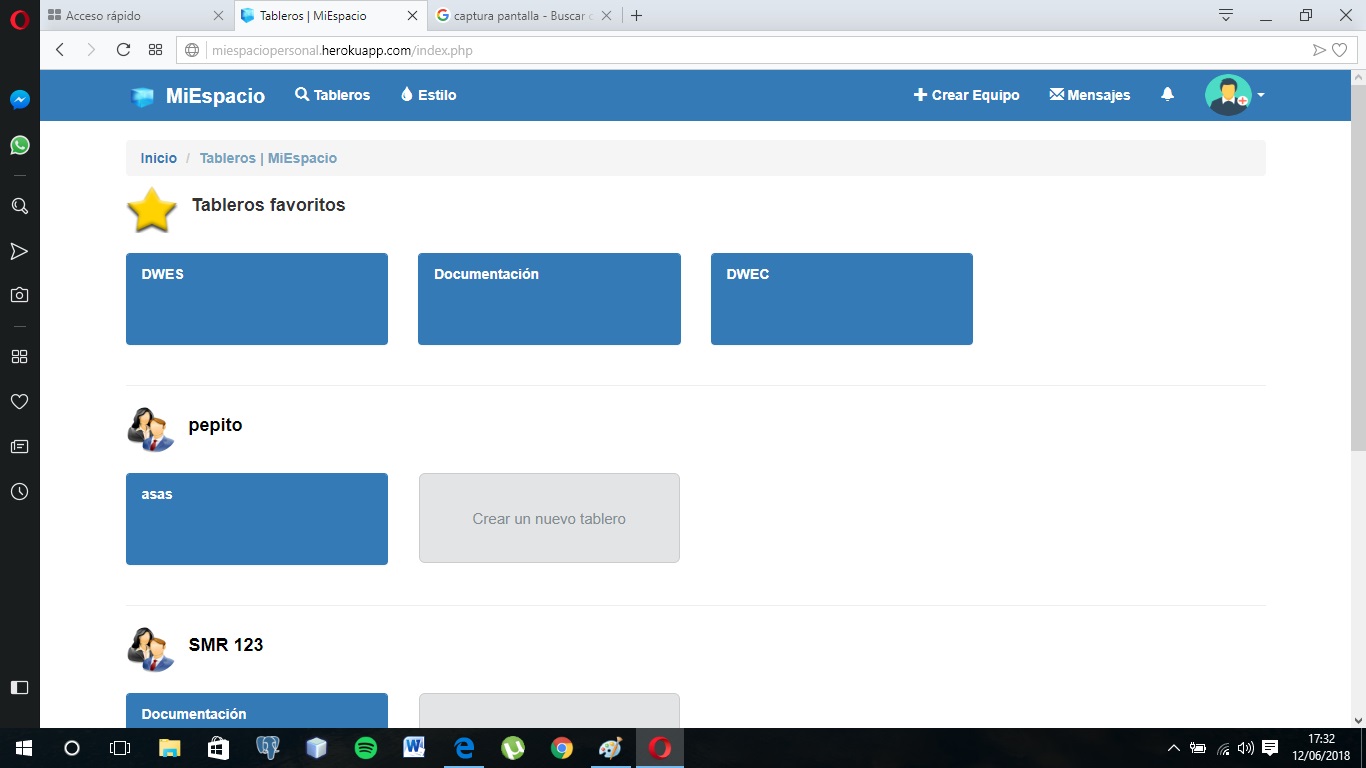 Acceso rápido
Tableros | MiEspacio
captura pantalla - Buscar
miespaciopersonal.herokuapp.com/index.php
MiEspacio Tableros Estilo Crear Equipo Mensajes
Inicio / Tableros | MiEspacio
Tableros favoritos
DWES Documentación DWEC
pepito
asas
Crear un nuevo tablero
SMR 123
Documentación
17:32
12/06/2018